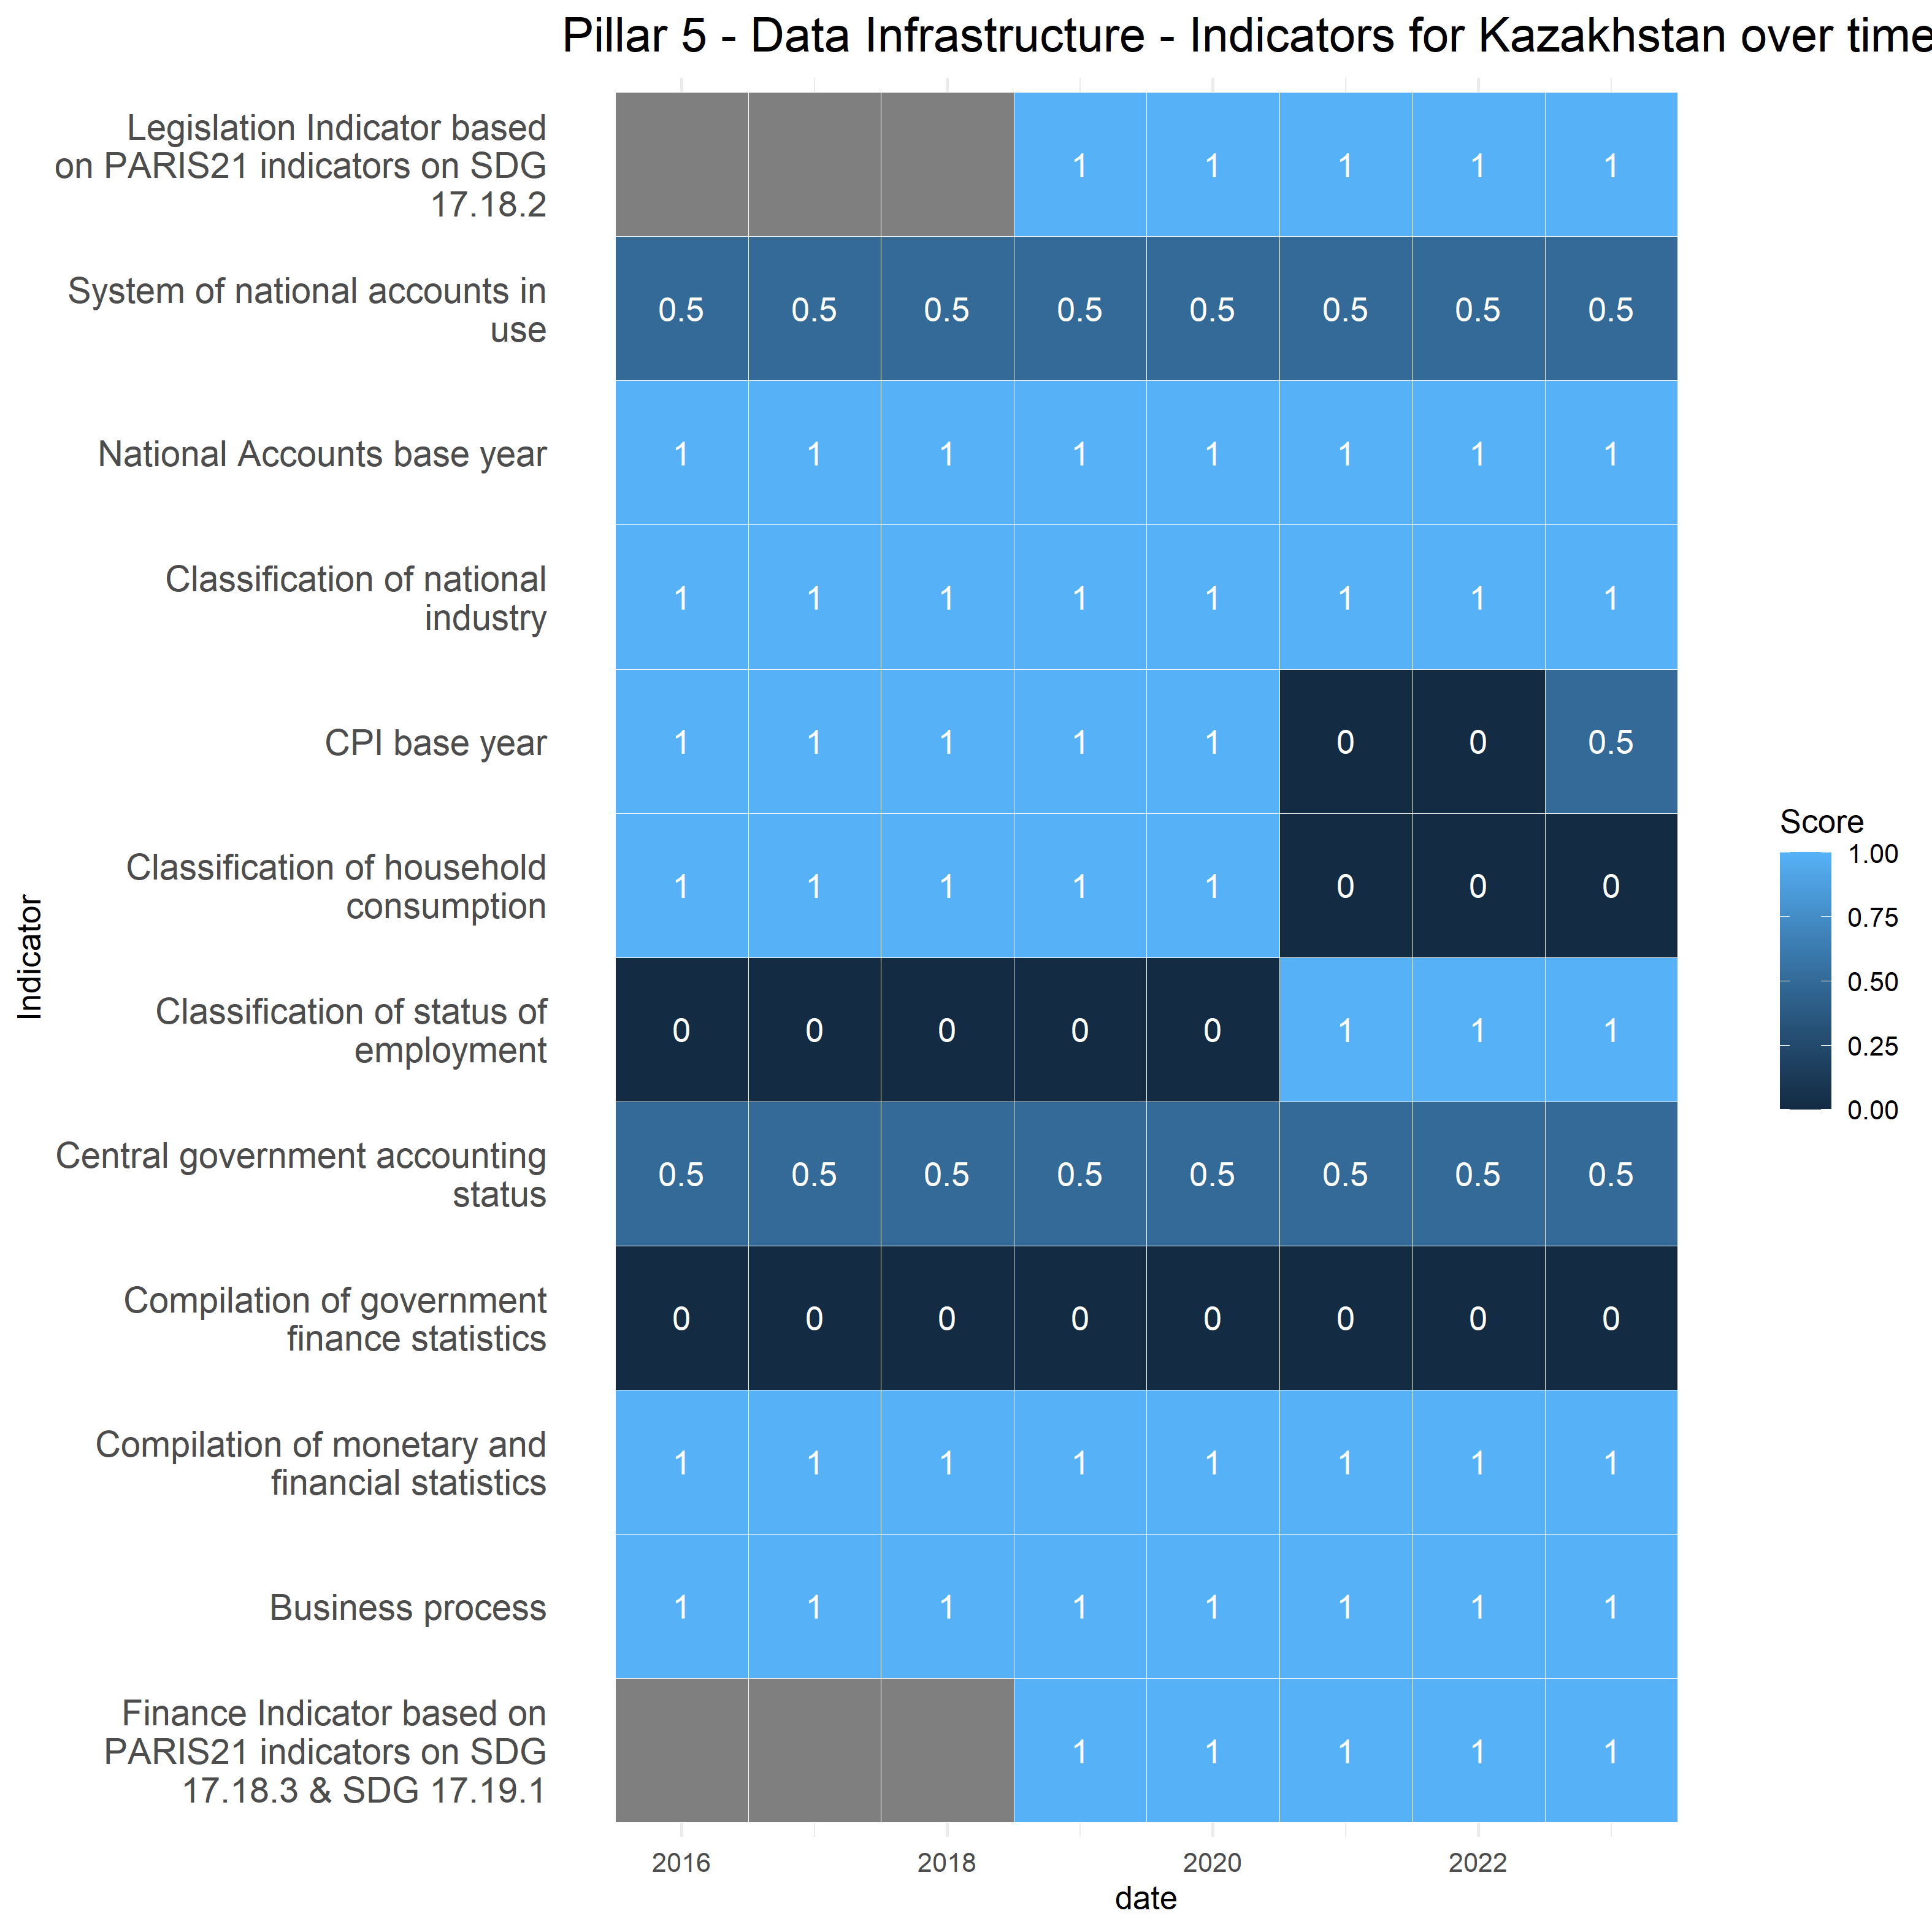 Pillar 5 - Data Infrastructure - Indicators for Kazakhstan over time
Legislation Indicator based
on PARIS21 indicators on SDG
17.18.2
1 1 1 1 1
System of national accounts in
use
0.5 0.5 0.5 0.5 0.5 0.5 0.5 0.5
National Accounts base year
1 1 1 1 1 1 1 1
Classification of national
industry
1 1 1 1 1 1 1 1
CPI base year
1 1 1 1 1 0 0 0.5
Classification of household
consumption
1 1 1 1 1 0 0 0
Classification of status of
employment
0 0 0 0 0 1 1 1
Central government accounting
status
0.5 0.5 0.5 0.5 0.5 0.5 0.5 0.5
Compilation of government
finance statistics
0 0 0 0 0 0 0 0
Compilation of monetary and
financial statistics
1 1 1 1 1 1 1 1
Business process
1 1 1 1 1 1 1 1
Finance Indicator based on
PARIS21 indicators on SDG
17.18.3 & SDG 17.19.1
1 1 1 1 1
2016 2018 2020 2022
date
Indicator
Score
1.00
0.75
0.50
0.25
0.00